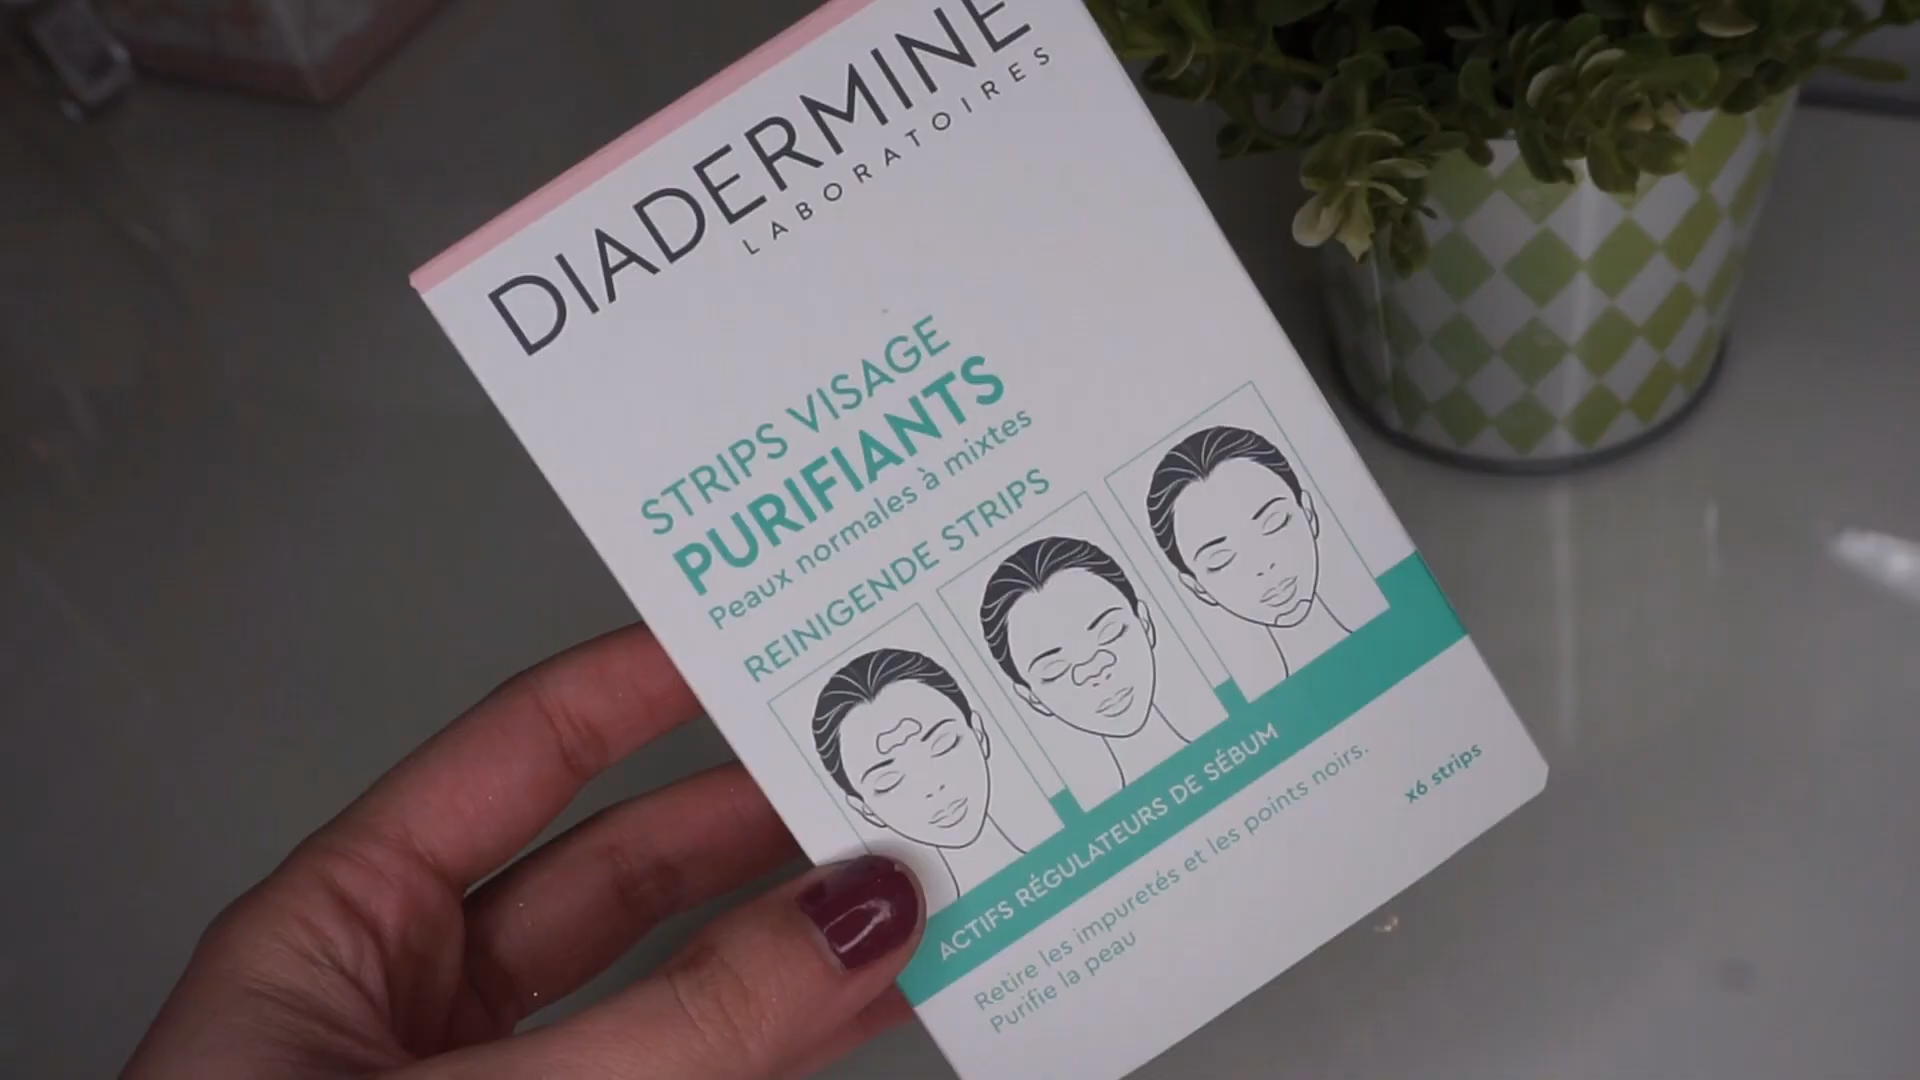 DIADERMINE
LABORATOIRES
STRIPS VISAGE
PURIFIANTS
Peaux normales à mixtes
REINIGENDE STRIPS
ACTIFS RÉGULATEURS DE SÉBUM
Retire les impuretés et les points noirs.
Purifie la peau
x6 strips